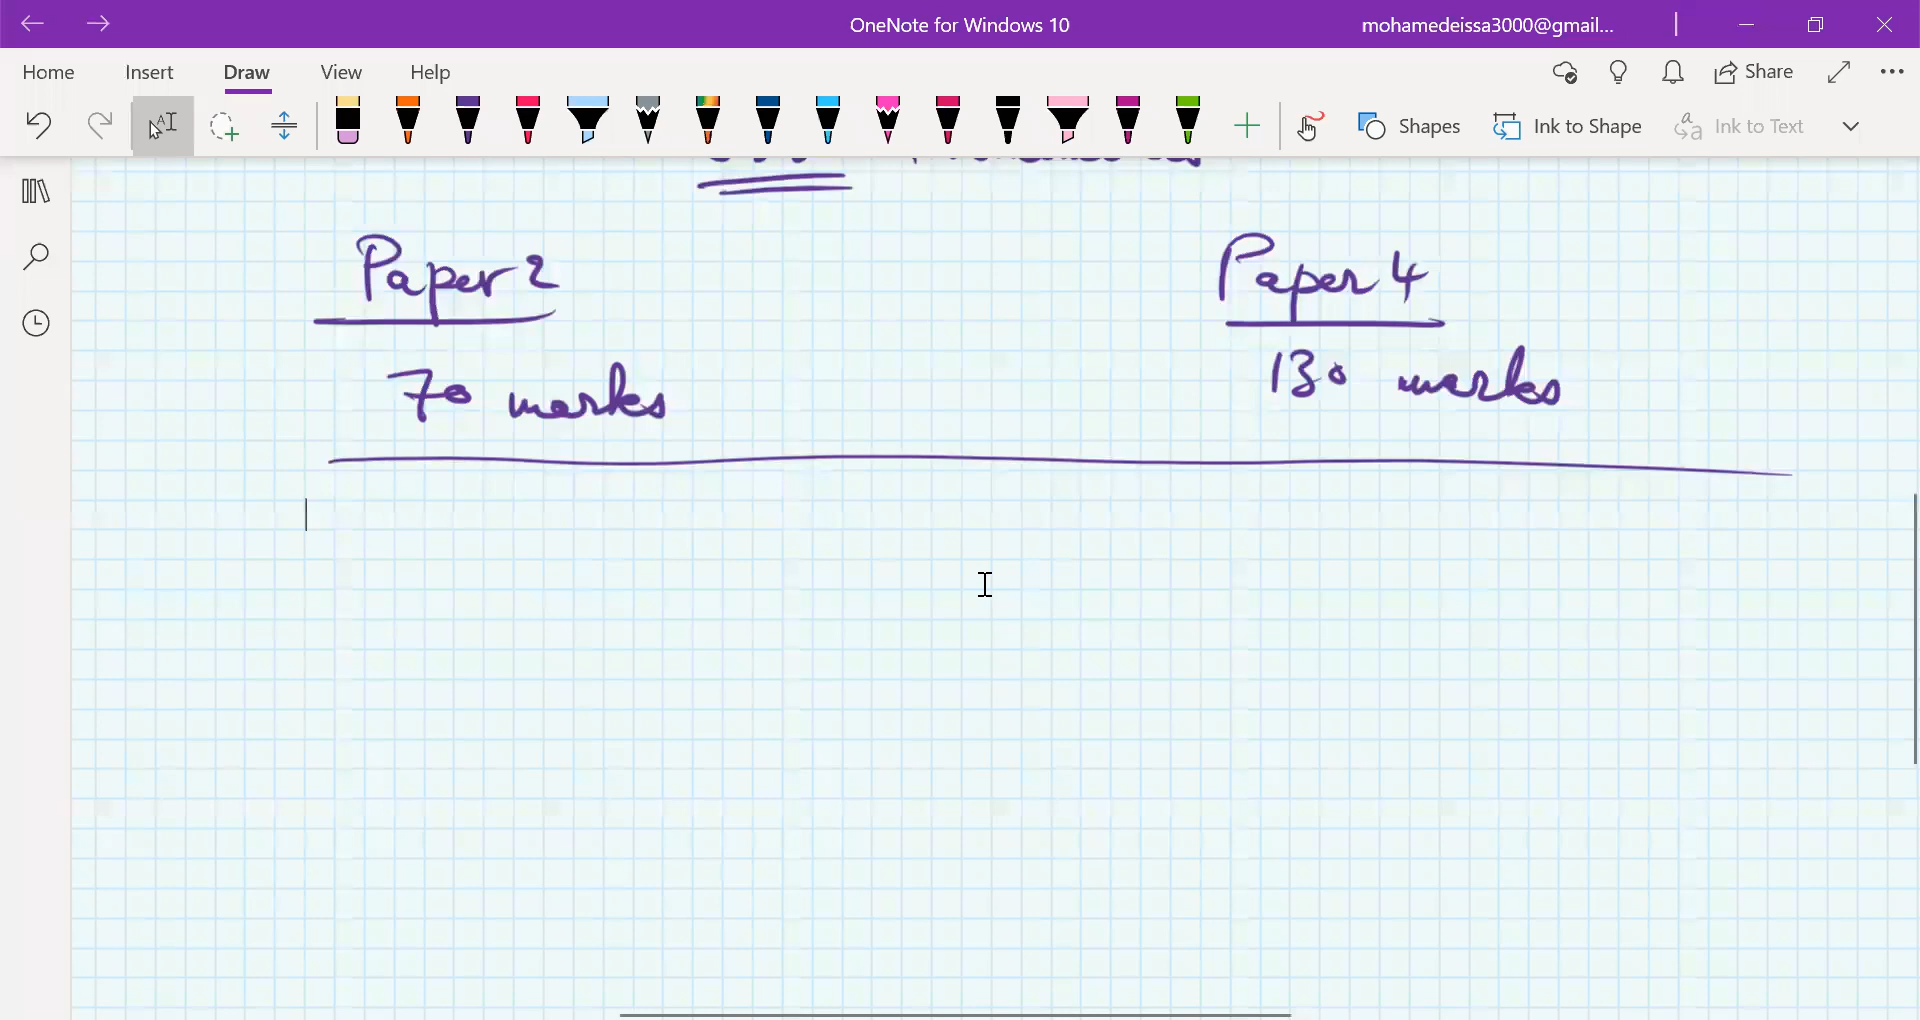 OneNote for Windows 10
mohamedeissa3000@gmail...
Home Insert Draw View Help
Share
Shapes Ink to Shape Ink to Text
Paper 2 Paper 4
70 marks 130 marks